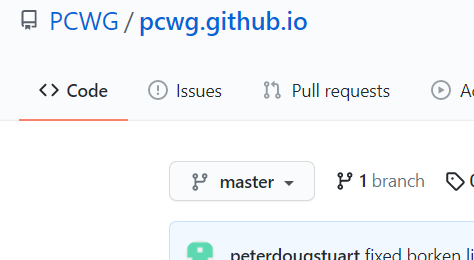 PCWG / pcwg.github.io
Code Issues Pull requests
master 1 branch
peterdougstuart fixed borken